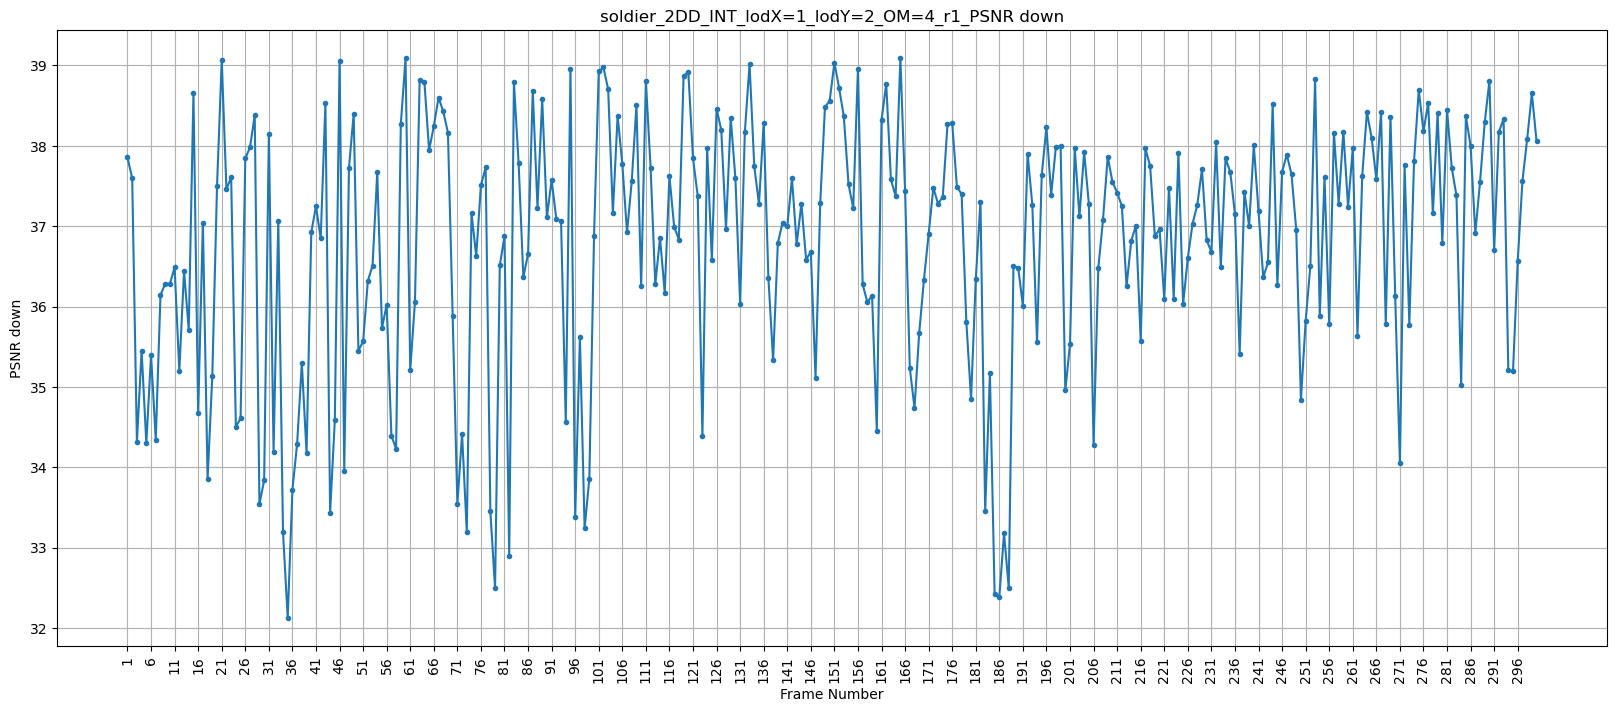 soldier_2DD_INT_lodX=1_lodY=2_OM=4_r1_PSNR down
39
38
37
36
35
34
33
32
PSNR down
1 6 11 16 21 26 31 36 41 46 51 56 61 66 71 76 81 86 91 96 101 106 111 116 121 126 131 136 141 146 151 156 161 166 171 176 181 186 191 196 201 206 211 216 221 226 231 236 241 246 251 256 261 266 271 276 281 286 291 296
Frame Number